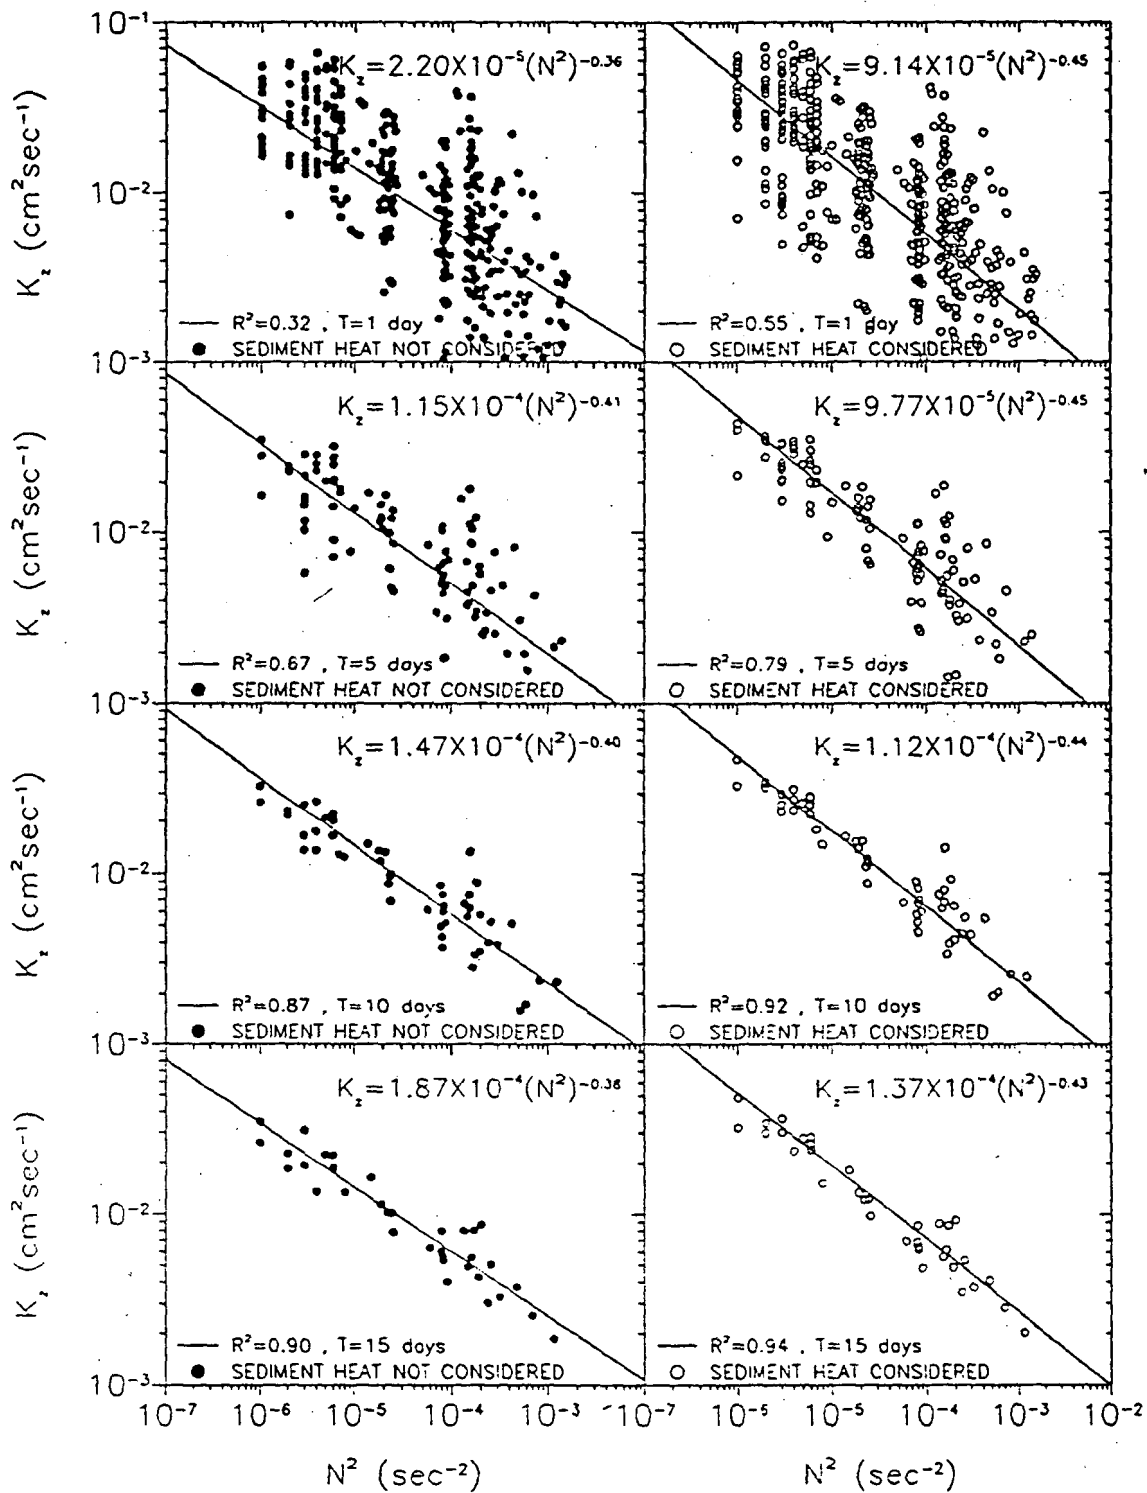 10⁻¹
K_z=2.20X10⁻⁵(N²)⁻⁰·³⁶
K_z=9.14X10⁻⁵(N²)⁻⁰·⁴⁵
K_z (cm²sec⁻¹)
10⁻²
R²=0.32 , T=1 day
SEDIMENT HEAT NOT CONSIDERED
R²=0.55 , T=1 day
SEDIMENT HEAT CONSIDERED
10⁻³
K_z=1.15X10⁻⁴(N²)⁻⁰·⁴¹
K_z=9.77X10⁻⁵(N²)⁻⁰·⁴⁵
K_z (cm²sec⁻¹)
10⁻²
R²=0.67 , T=5 days
SEDIMENT HEAT NOT CONSIDERED
R²=0.79 , T=5 days
SEDIMENT HEAT CONSIDERED
10⁻³
K_z=1.47X10⁻⁴(N²)⁻⁰·⁴⁰
K_z=1.12X10⁻⁴(N²)⁻⁰·⁴⁴
K_z (cm²sec⁻¹)
10⁻²
R²=0.87 , T=10 days
SEDIMENT HEAT NOT CONSIDERED
R²=0.92 , T=10 days
SEDIMENT HEAT CONSIDERED
10⁻³
K_z=1.87X10⁻⁴(N²)⁻⁰·³⁸
K_z=1.37X10⁻⁴(N²)⁻⁰·⁴³
K_z (cm²sec⁻¹)
10⁻²
R²=0.90 , T=15 days
SEDIMENT HEAT NOT CONSIDERED
R²=0.94 , T=15 days
SEDIMENT HEAT CONSIDERED
10⁻³
10⁻⁷ 10⁻⁶ 10⁻⁵ 10⁻⁴ 10⁻³ 10⁻⁷ 10⁻⁶ 10⁻⁵ 10⁻⁴ 10⁻³ 10⁻²
N² (sec⁻²)
N² (sec⁻²)